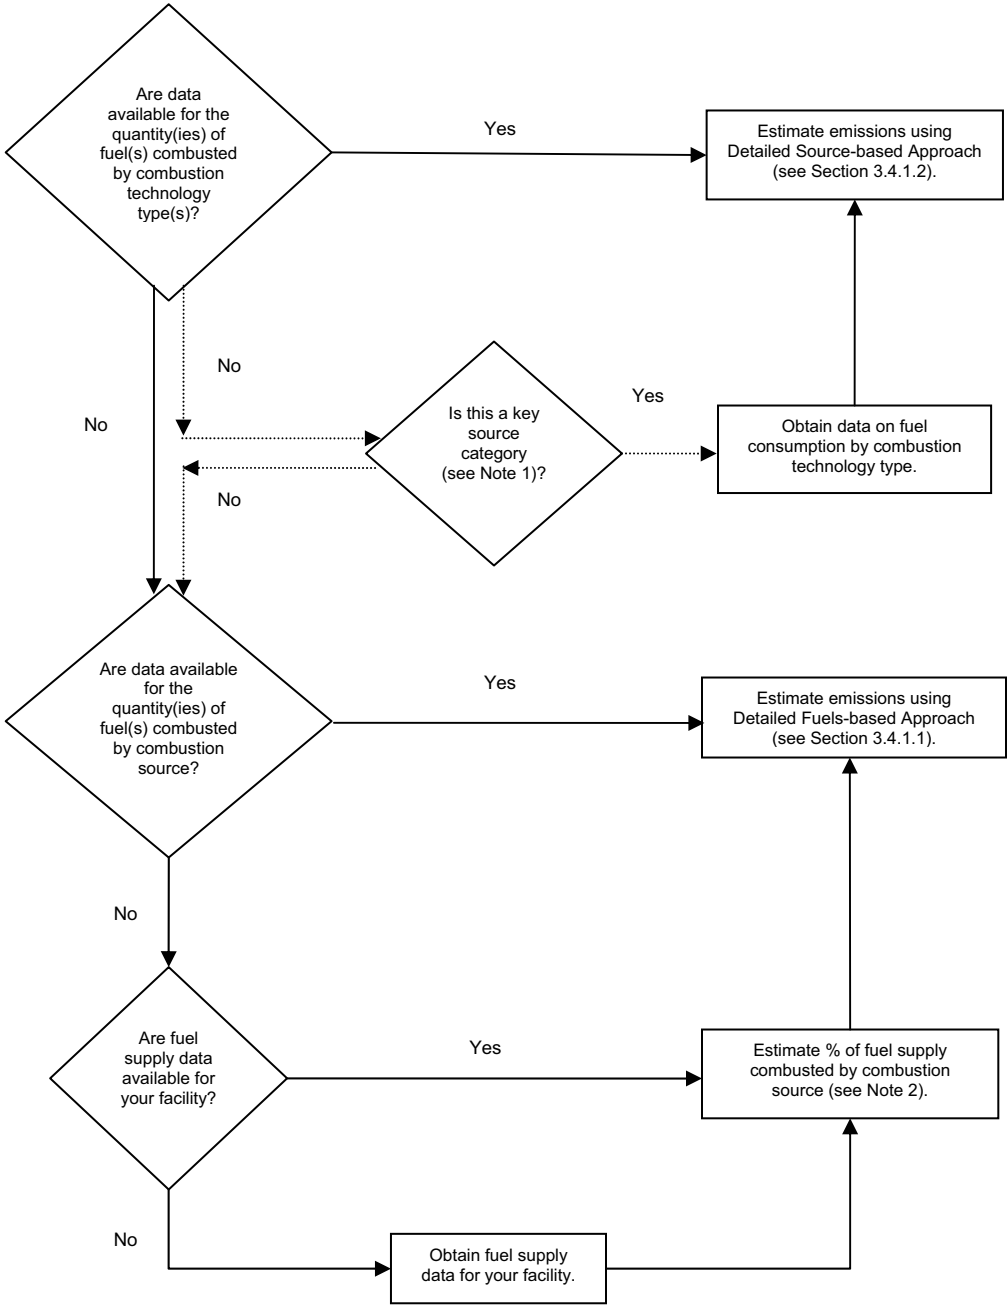 Are data
available for the
quantity(ies) of
fuel(s) combusted
by combustion
technology
type(s)?
Yes
Estimate emissions using
Detailed Source-based Approach
(see Section 3.4.1.2).
No
No
Is this a key
source
category
(see Note 1)?
Yes
Obtain data on fuel
consumption by combustion
technology type.
No
Are data available
for the
quantity(ies) of
fuel(s) combusted
by combustion
source?
Yes
Estimate emissions using
Detailed Fuels-based Approach
(see Section 3.4.1.1).
No
Are fuel
supply data
available for
your facility?
Yes
Estimate % of fuel supply
combusted by combustion
source (see Note 2).
No
Obtain fuel supply
data for your facility.